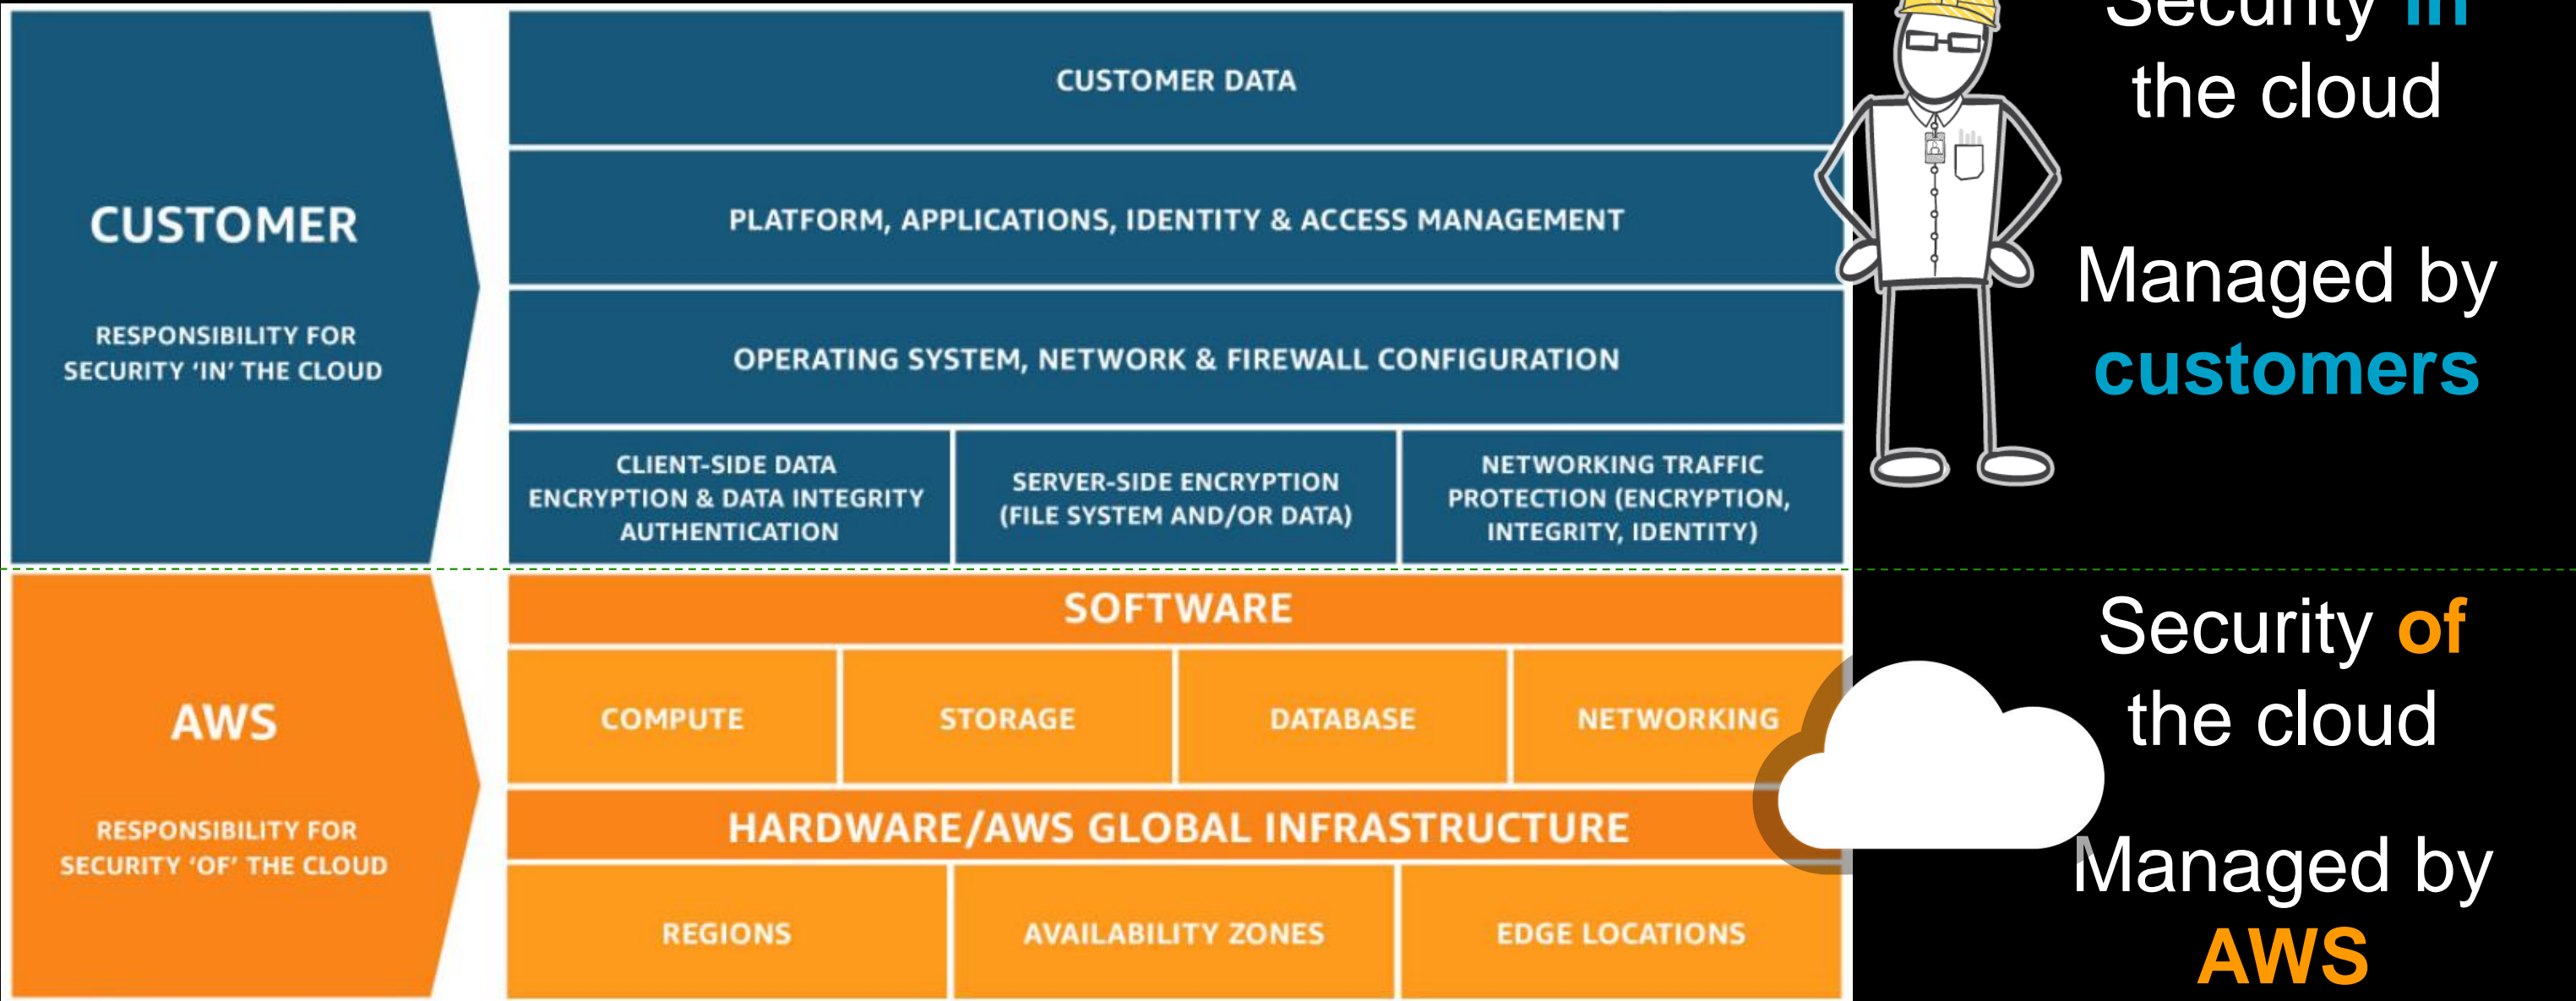 CUSTOMER
RESPONSIBILITY FOR
SECURITY ‘IN’ THE CLOUD
CUSTOMER DATA
PLATFORM, APPLICATIONS, IDENTITY & ACCESS MANAGEMENT
OPERATING SYSTEM, NETWORK & FIREWALL CONFIGURATION
CLIENT-SIDE DATA
ENCRYPTION & DATA INTEGRITY
AUTHENTICATION
SERVER-SIDE ENCRYPTION
(FILE SYSTEM AND/OR DATA)
NETWORKING TRAFFIC
PROTECTION (ENCRYPTION,
INTEGRITY, IDENTITY)
Security in
the cloud
Managed by
customers
AWS
RESPONSIBILITY FOR
SECURITY ‘OF’ THE CLOUD
SOFTWARE
COMPUTE
STORAGE
DATABASE
NETWORKING
HARDWARE/AWS GLOBAL INFRASTRUCTURE
REGIONS
AVAILABILITY ZONES
EDGE LOCATIONS
Security of
the cloud
Managed by
AWS